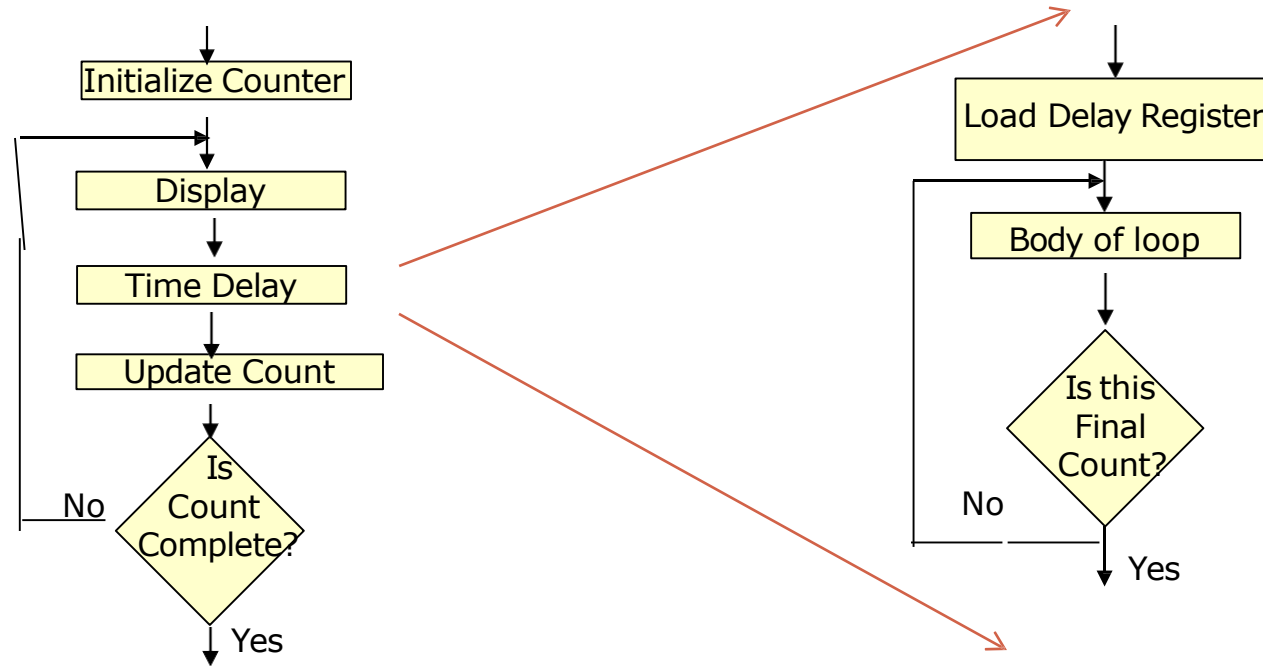 Initialize Counter
Display
Time Delay
Update Count
Is
Count
Complete?
No
Yes
Load Delay Register
Body of loop
Is this
Final
Count?
No
Yes